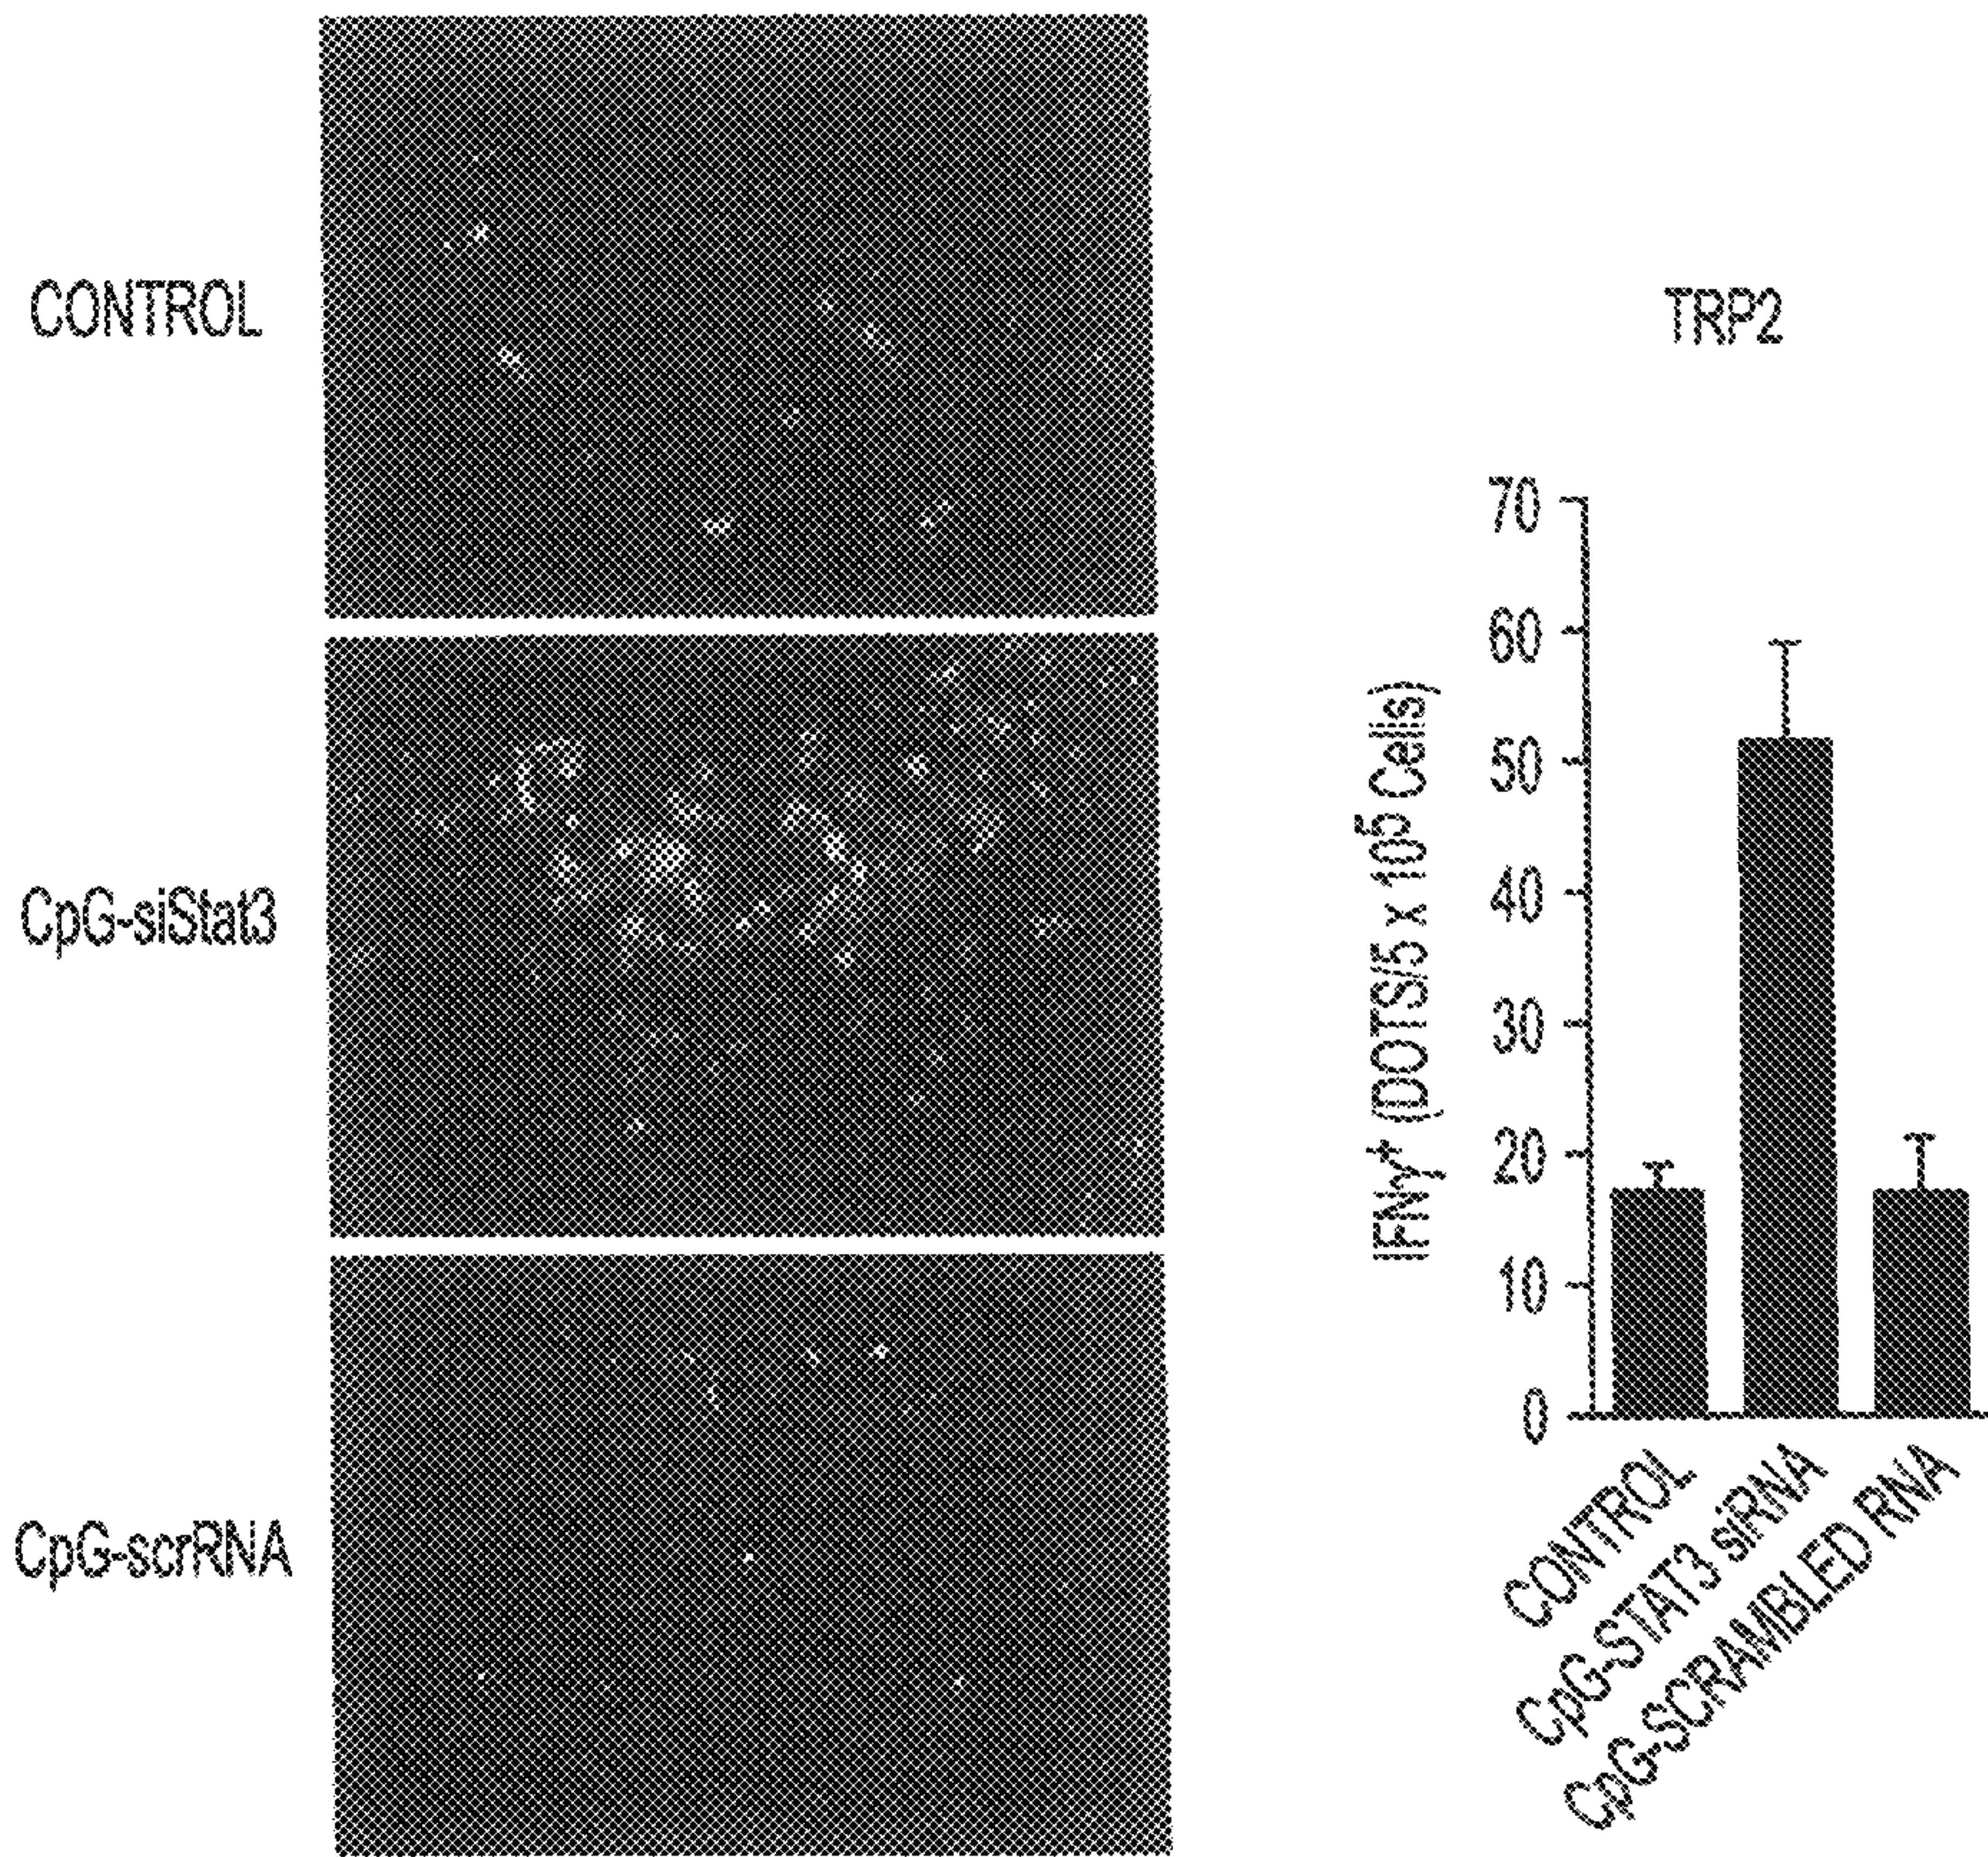 CONTROL
CpG-siStat3
CpG-scrRNA
TRP2
IFNγ⁺ (DOTS/5 x 10⁵ Cells)
70
60
50
40
30
20
10
0
CONTROL
CpG-STAT3 siRNA
CpG-SCRAMBLED RNA